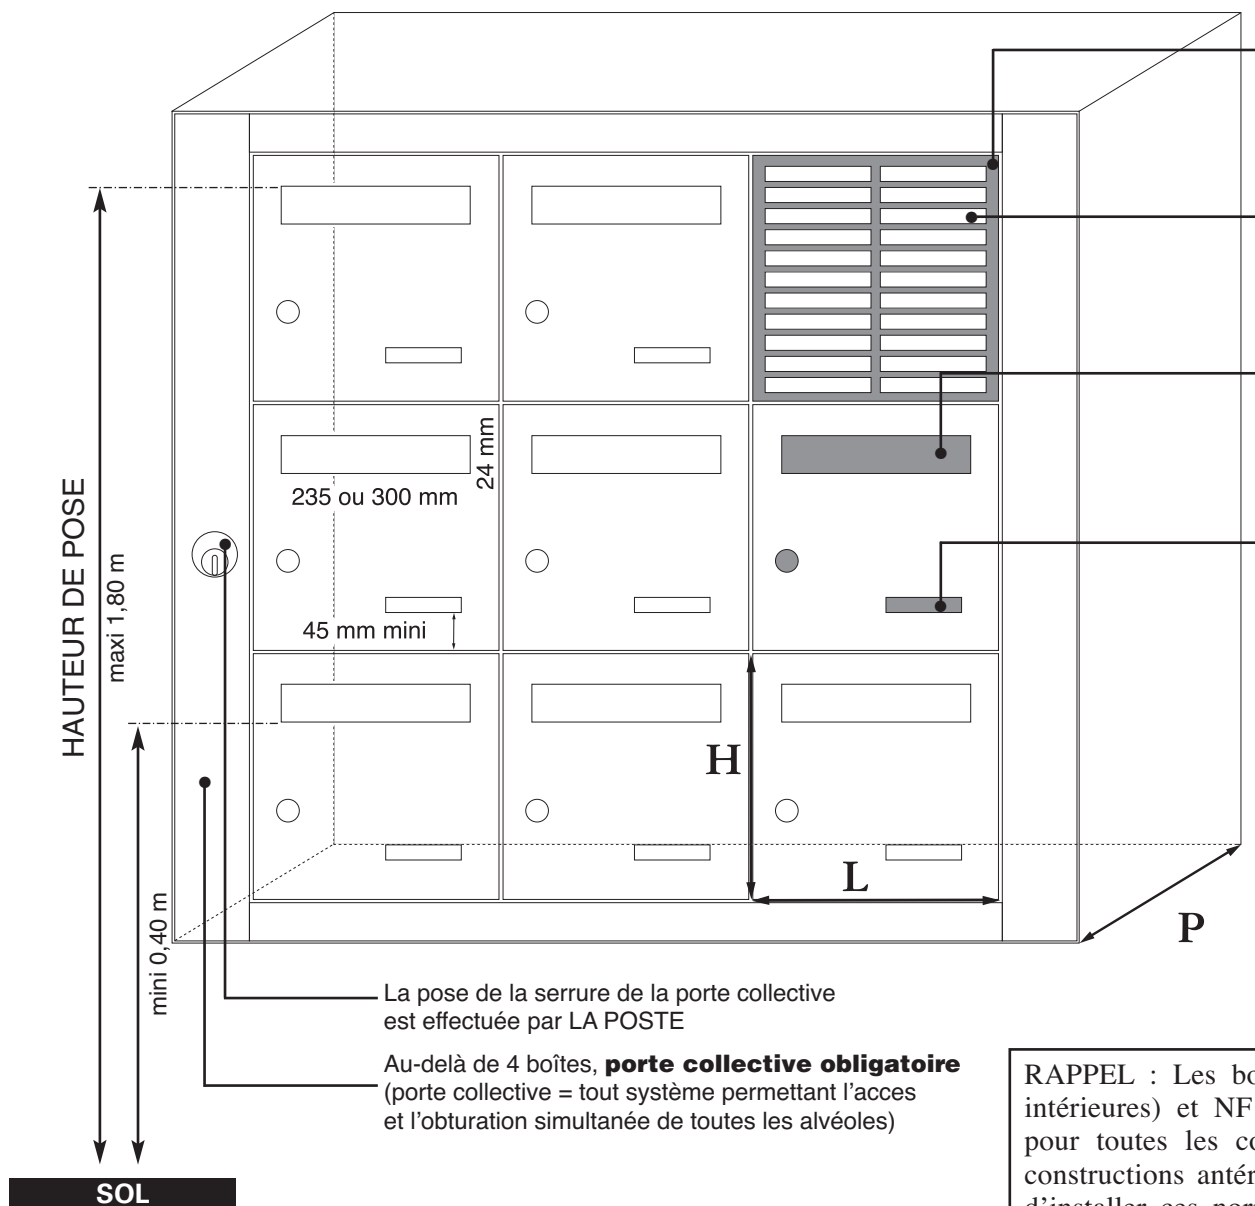 24 mm
235 ou 300 mm
45 mm mini
HAUTEUR DE POSE
maxi 1,80 m
H
L
P
mini 0,40 m
La pose de la serrure de la porte collective
est effectuée par LA POSTE
Au-delà de 4 boîtes, porte collective obligatoire
(porte collective = tout système permettant l'acces
et l'obturation simultanée de toutes les alvéoles)
SOL
RAPPEL : Les bo
intérieures) et NF
pour toutes les co
constructions antér
d'installer ces nor